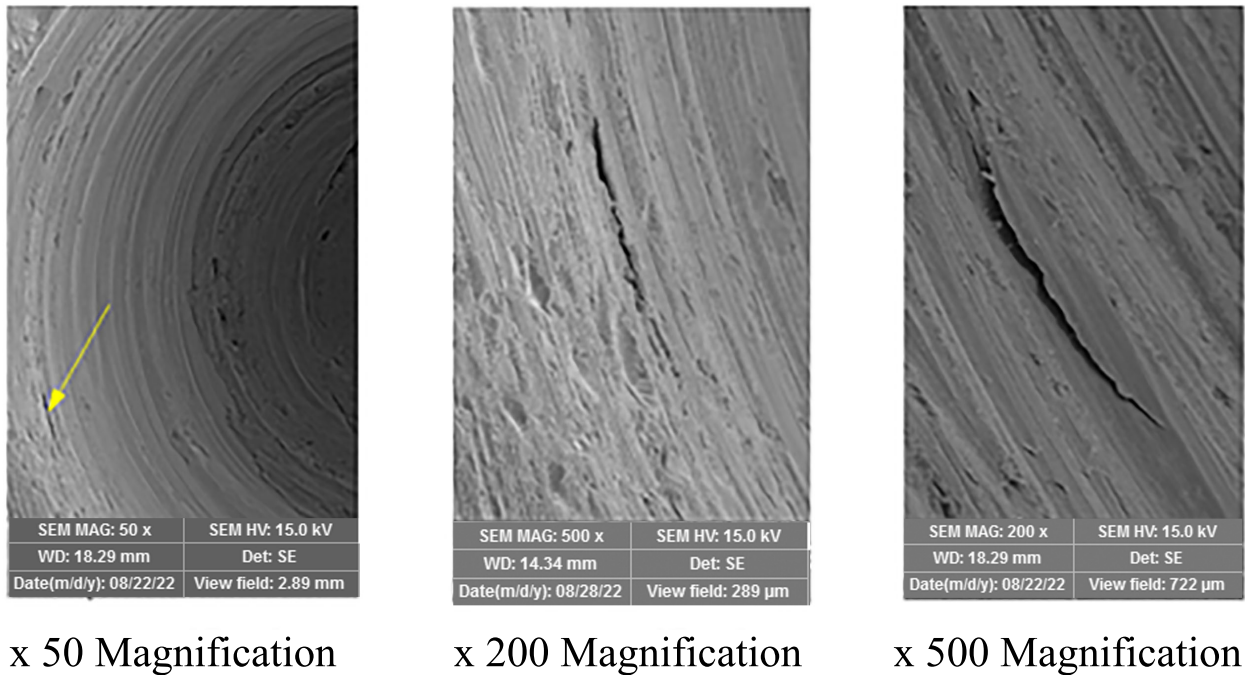 SEM MAG: 50 x SEM HV: 15.0 kV
WD: 18.29 mm Det: SE
Date(m/d/y): 08/22/22 View field: 2.89 mm
x 50 Magnification
SEM MAG: 500 x SEM HV: 15.0 kV
WD: 14.34 mm Det: SE
Date(m/d/y): 08/28/22 View field: 289 µm
x 200 Magnification
SEM MAG: 200 x SEM HV: 15.0 kV
WD: 18.29 mm Det: SE
Date(m/d/y): 08/22/22 View field: 722 µm
x 500 Magnification